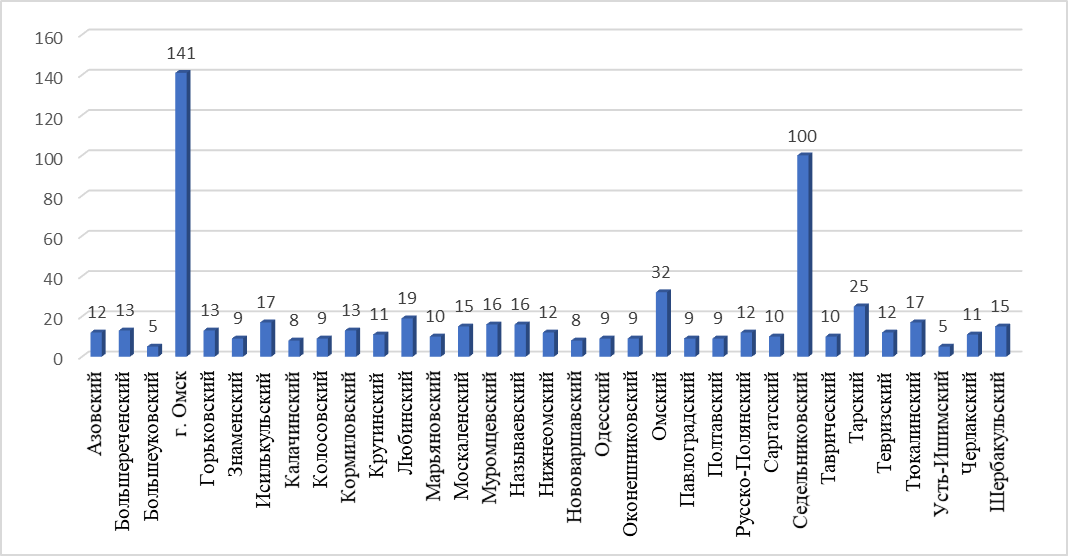 160
140
120
100
80
60
40
20
0
12
13
5
141
13
9
17
8
9
13
11
19
10
15
16
16
12
8
9
9
32
9
9
12
10
100
10
25
12
17
5
11
15
Азовский
Большереченский
Большеуковский
г. Омск
Горьковский
Знаменский
Исилькульский
Калачинский
Колосовский
Кормиловский
Крутинский
Любинский
Марьяновский
Москаленский
Муромцевский
Называевский
Нижнеомский
Нововаршавский
Одесский
Оконешниковский
Омский
Павлоградский
Полтавский
Русско-Полянский
Саргатский
Седельниковский
Таврический
Тарский
Тевризский
Тюкалинский
Усть-Ишимский
Черлакский
Шербакульский